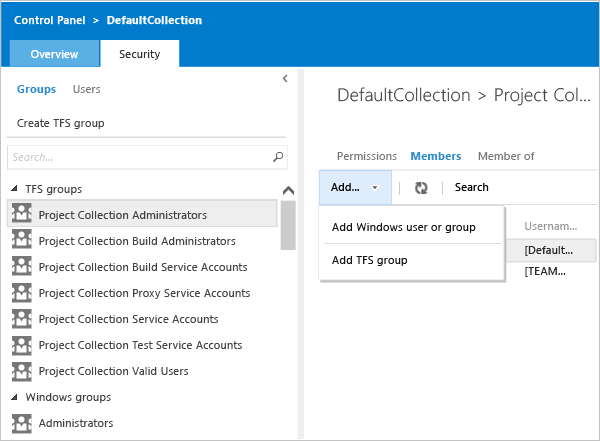 Control Panel > DefaultCollection
Overview
Security
Groups
Users
Create TFS group
Search...
TFS groups
Project Collection Administrators
Project Collection Build Administrators
Project Collection Build Service Accounts
Project Collection Proxy Service Accounts
Project Collection Service Accounts
Project Collection Test Service Accounts
Project Collection Valid Users
Windows groups
Administrators
DefaultCollection > Project Col...
Permissions
Members
Member of
Add...
Search
Add Windows user or group
Add TFS group
Usernam...
[Default...
[TEAM...